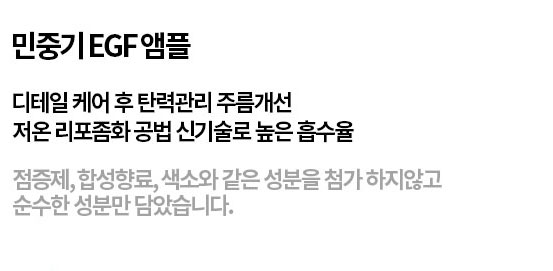 민중기 EGF 앰플
디테일 케어 후 탄력관리 주름개선
저온 리포좀화 공법 신기술로 높은 흡수율
점증제, 합성향료, 색소와 같은 성분을 첨가 하지않고
순수한 성분만 담았습니다.